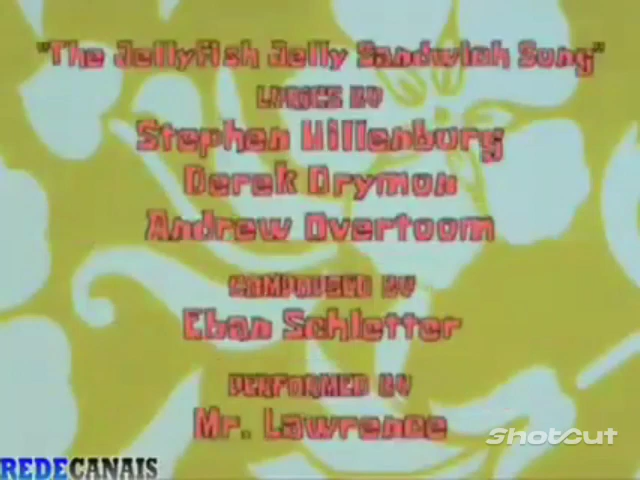 "The Jellyfish Jelly Sandwich Song"
LYRICS BY
Stephen Hillenburg
Derek Drymon
Andrew Overtoom
COMPOSED BY
Eban Schletter
PERFORMED BY
Mr. Lawrence
ShotCut
REDECANAIS